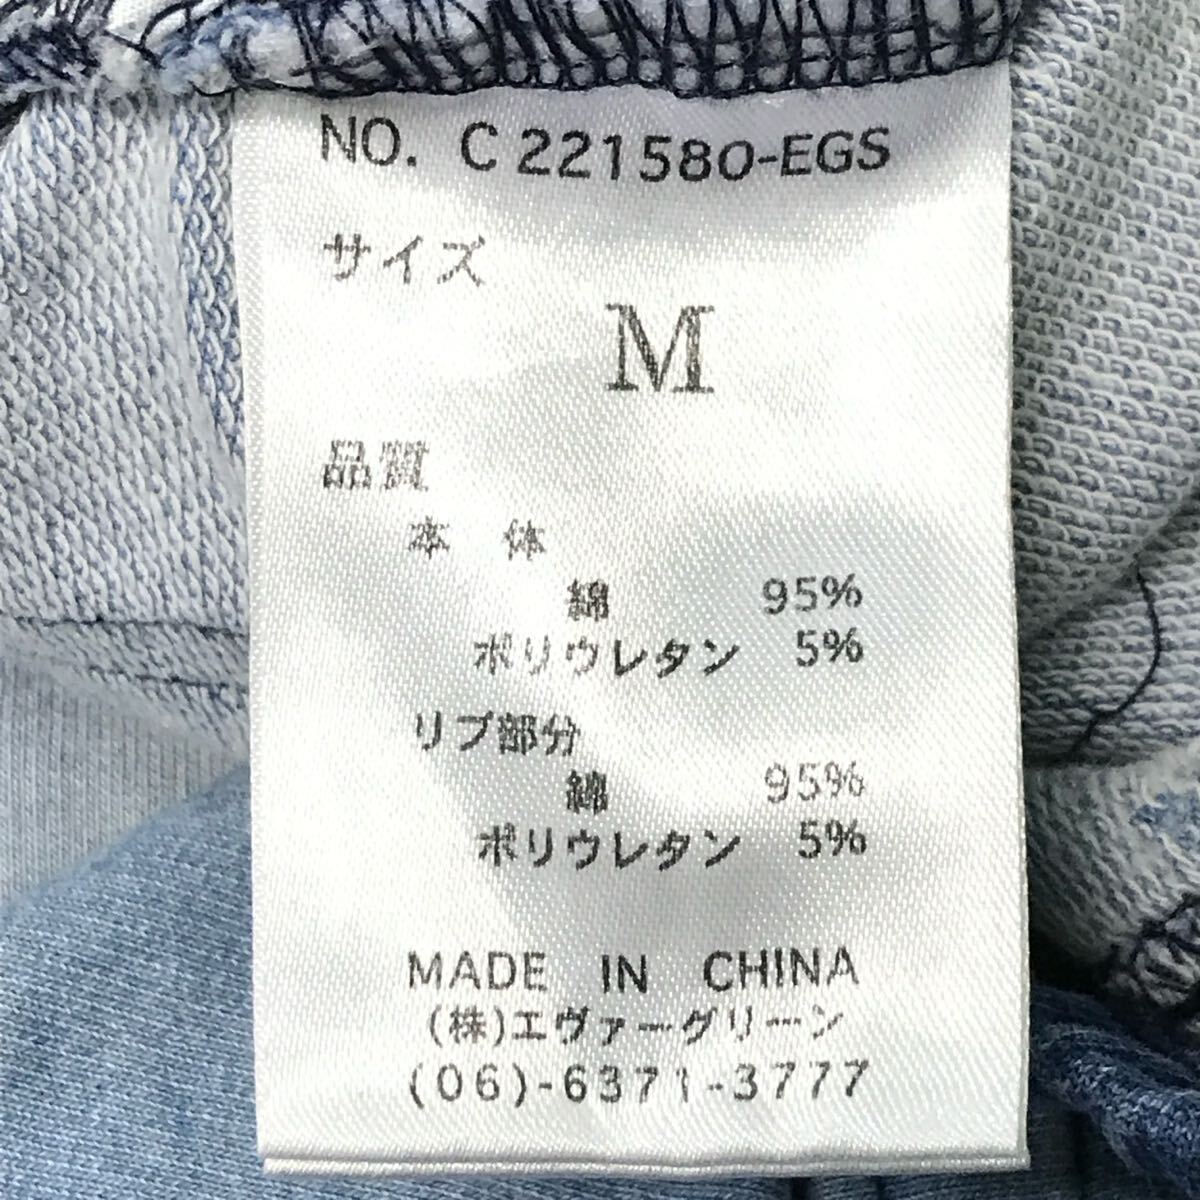 NO. C221580-EGS
サイズ
M
品質
本 体
綿 95%
ポリウレタン 5%
リブ部分
綿 95%
ポリウレタン 5%
MADE IN CHINA
(株)エヴァーグリーン
(06)-6371-3777